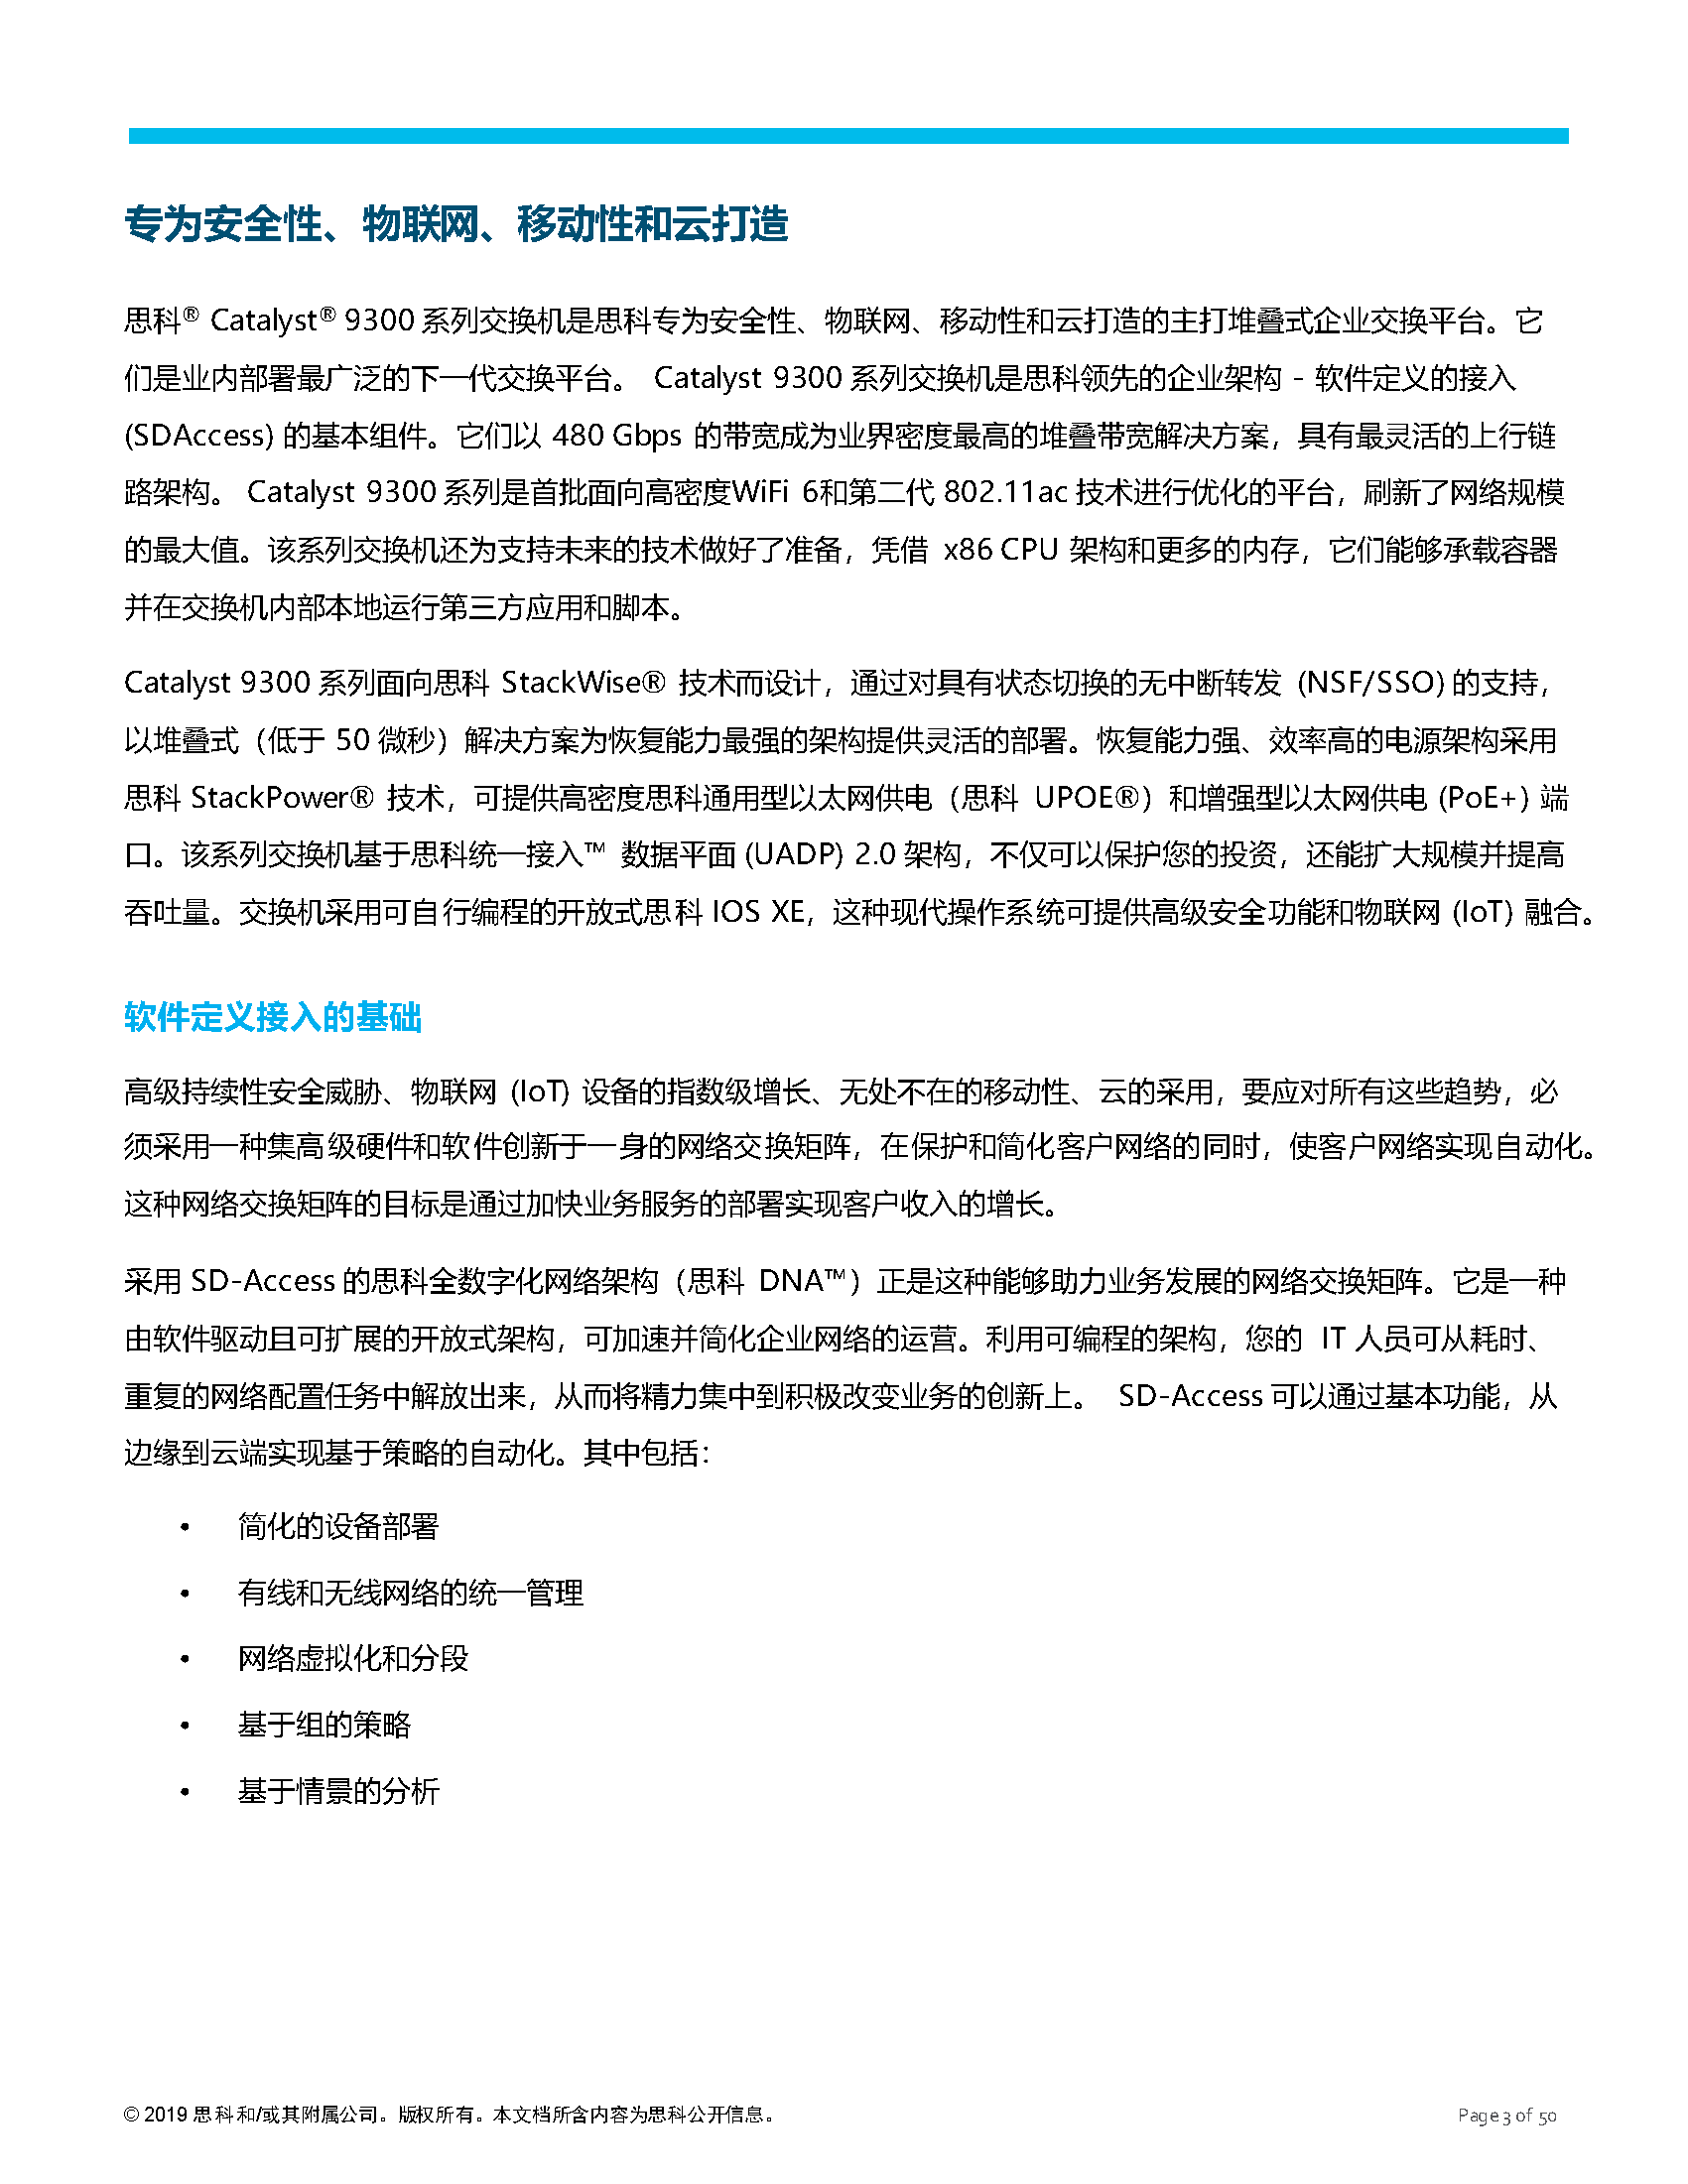 专为安全性、物联网、移动性和云打造
思科® Catalyst® 9300 系列交换机是思科专为安全性、物联网、移动性和云打造的主打堆叠式企业交换平台。它
们是业内部署最广泛的下一代交换平台。 Catalyst 9300 系列交换机是思科领先的企业架构 - 软件定义的接入
(SDAccess) 的基本组件。它们以 480 Gbps 的带宽成为业界密度最高的堆叠带宽解决方案，具有最灵活的上行链
路架构。 Catalyst 9300 系列是首批面向高密度WiFi 6和第二代 802.11ac 技术进行优化的平台，刷新了网络规模
的最大值。该系列交换机还为支持未来的技术做好了准备，凭借 x86 CPU 架构和更多的内存，它们能够承载容器
并在交换机内部本地运行第三方应用和脚本。
Catalyst 9300 系列面向思科 StackWise® 技术而设计，通过对具有状态切换的无中断转发 (NSF/SSO) 的支持，
以堆叠式（低于 50 微秒）解决方案为恢复能力最强的架构提供灵活的部署。恢复能力强、效率高的电源架构采用
思科 StackPower® 技术，可提供高密度思科通用型以太网供电（思科 UPOE®）和增强型以太网供电 (PoE+) 端
口。该系列交换机基于思科统一接入™ 数据平面 (UADP) 2.0 架构，不仅可以保护您的投资，还能扩大规模并提高
吞吐量。交换机采用可自行编程的开放式思科 IOS XE，这种现代操作系统可提供高级安全功能和物联网 (IoT) 融合。
软件定义接入的基础
高级持续性安全威胁、物联网 (IoT) 设备的指数级增长、无处不在的移动性、云的采用，要应对所有这些趋势，必
须采用一种集高级硬件和软件创新于一身的网络交换矩阵，在保护和简化客户网络的同时，使客户网络实现自动化。
这种网络交换矩阵的目标是通过加快业务服务的部署实现客户收入的增长。
采用 SD-Access 的思科全数字化网络架构（思科 DNA™）正是这种能够助力业务发展的网络交换矩阵。它是一种
由软件驱动且可扩展的开放式架构，可加速并简化企业网络的运营。利用可编程的架构，您的 IT 人员可从耗时、
重复的网络配置任务中解放出来，从而将精力集中到积极改变业务的创新上。 SD-Access 可以通过基本功能，从
边缘到云端实现基于策略的自动化。其中包括：
• 简化的设备部署
• 有线和无线网络的统一管理
• 网络虚拟化和分段
• 基于组的策略
• 基于情景的分析
© 2019 思科和/或其附属公司。版权所有。本文档所含内容为思科公开信息。 Page 3 of 50